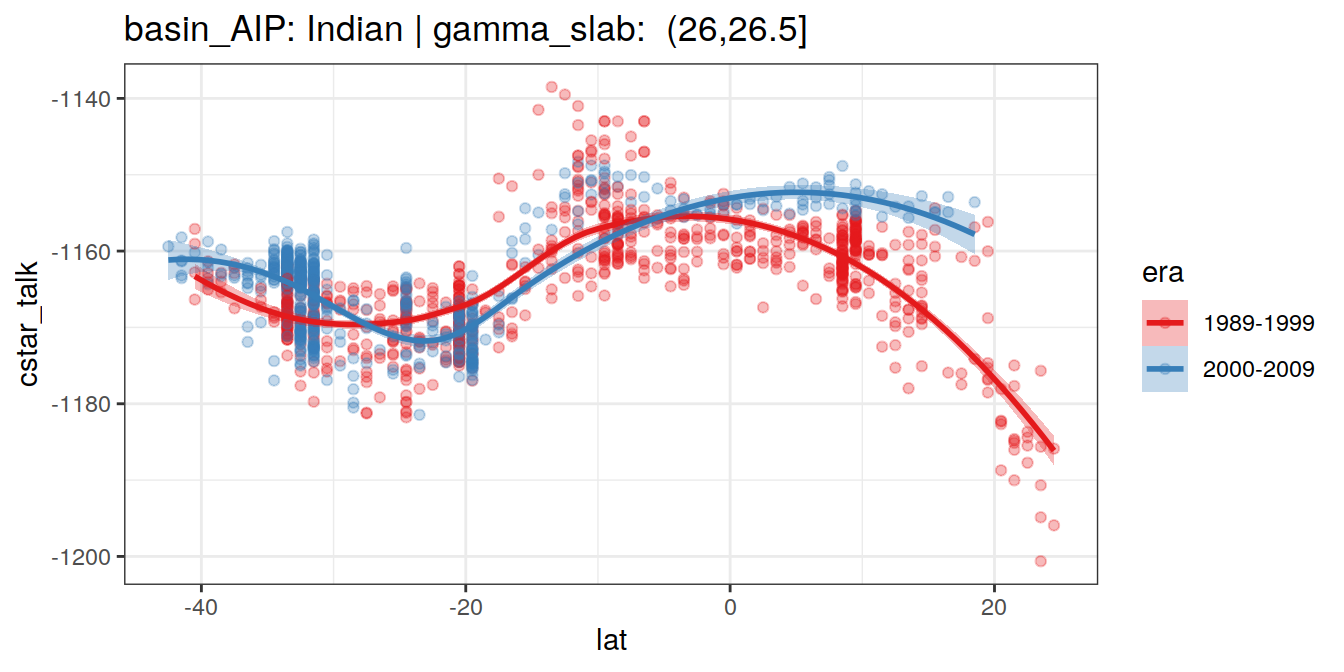 basin_AIP: Indian | gamma_slab:  (26,26.5]
cstar_talk
-1140
-1160
-1180
-1200
-40
-20
0
20
lat
era
1989-1999
2000-2009